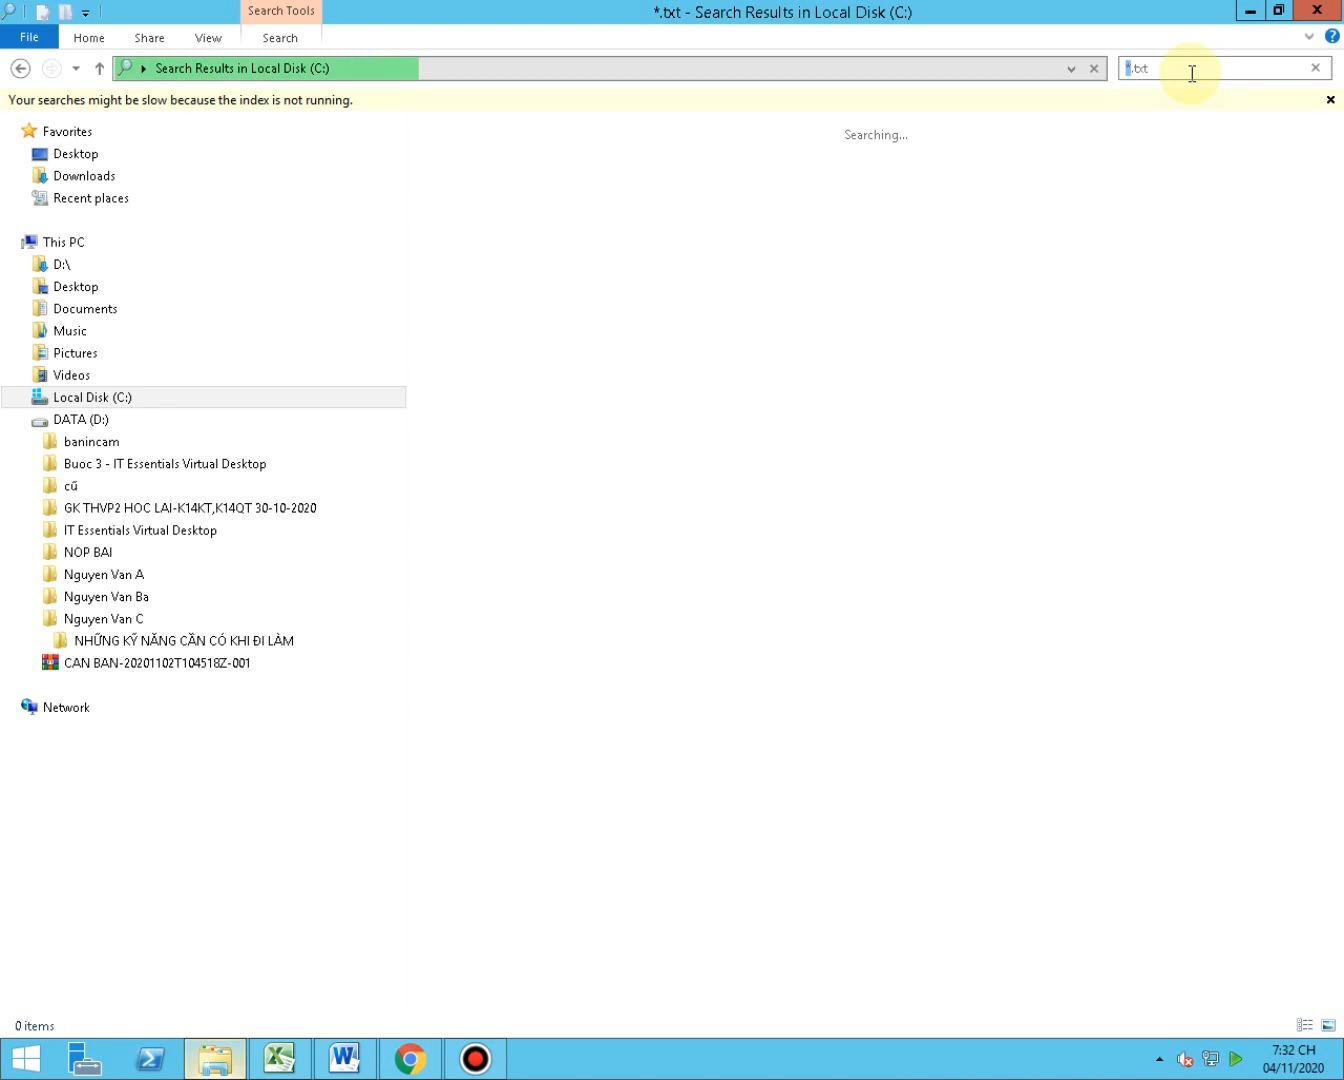 Search Tools
*.txt - Search Results in Local Disk (C:)
File
Home
Share
View
Search
Search Results in Local Disk (C:)
*.txt
Your searches might be slow because the index is not running.
Favorites
Desktop
Downloads
Recent places
This PC
D:\
Desktop
Documents
Music
Pictures
Videos
Local Disk (C:)
DATA (D:)
banincam
Buoc 3 - IT Essentials Virtual Desktop
cũ
GK THVP2 HOC LAI-K14KT,K14QT 30-10-2020
IT Essentials Virtual Desktop
NOP BAI
Nguyen Van A
Nguyen Van Ba
Nguyen Van C
NHỮNG KỸ NĂNG CẦN CÓ KHI ĐI LÀM
CAN BAN-20201102T104518Z-001
Network
Searching...
0 items
7:32 CH
04/11/2020